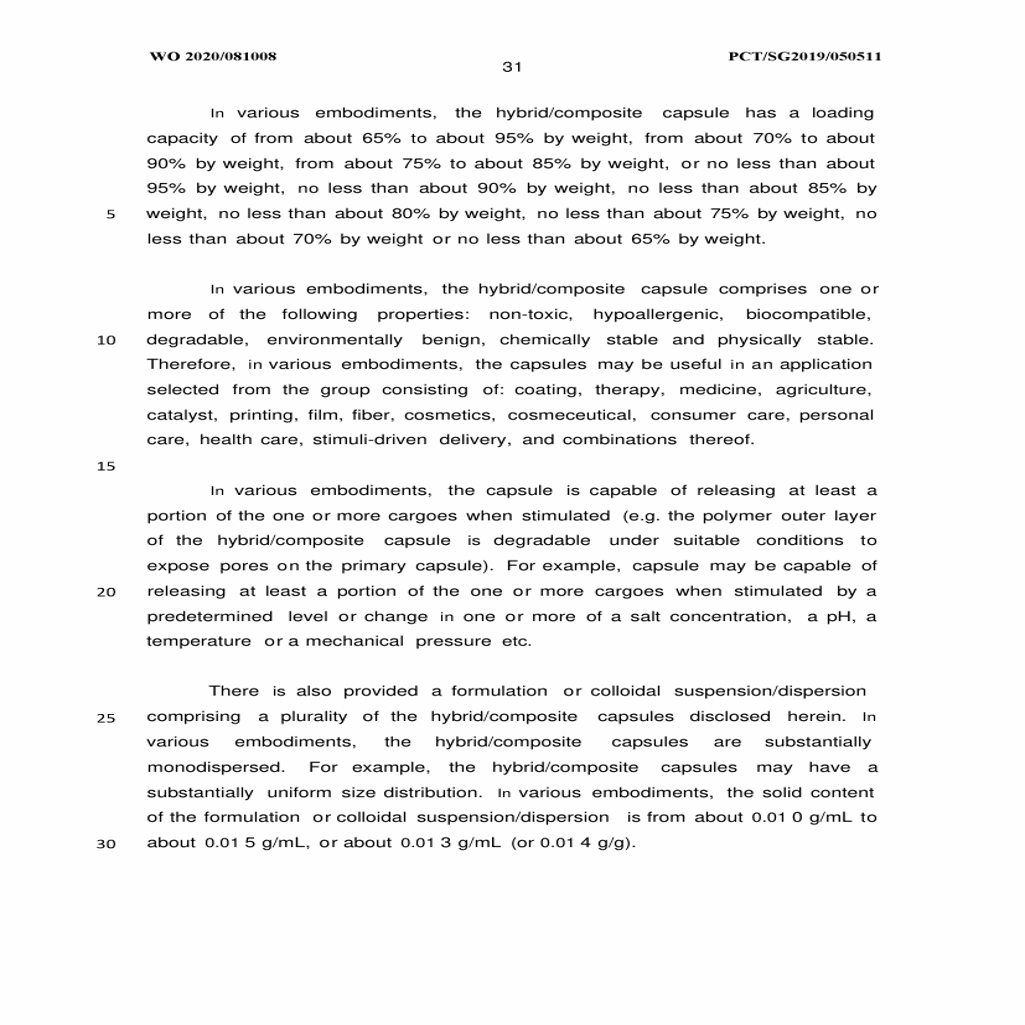 WO 2020/081008 PCT/SG2019/050511
31
In various embodiments, the hybrid/composite capsule has a loading
capacity of from about 65% to about 95% by weight, from about 70% to about
90% by weight, from about 75% to about 85% by weight, or no less than about
95% by weight, no less than about 90% by weight, no less than about 85% by
5 weight, no less than about 80% by weight, no less than about 75% by weight, no
less than about 70% by weight or no less than about 65% by weight.
In various embodiments, the hybrid/composite capsule comprises one or
more of the following properties: non-toxic, hypoallergenic, biocompatible,
10 degradable, environmentally benign, chemically stable and physically stable.
Therefore, in various embodiments, the capsules may be useful in an application
selected from the group consisting of: coating, therapy, medicine, agriculture,
catalyst, printing, film, fiber, cosmetics, cosmeceutical, consumer care, personal
care, health care, stimuli-driven delivery, and combinations thereof.
15
In various embodiments, the capsule is capable of releasing at least a
portion of the one or more cargoes when stimulated (e.g. the polymer outer layer
of the hybrid/composite capsule is degradable under suitable conditions to
expose pores on the primary capsule). For example, capsule may be capable of
20 releasing at least a portion of the one or more cargoes when stimulated by a
predetermined level or change in one or more of a salt concentration, a pH, a
temperature or a mechanical pressure etc.
There is also provided a formulation or colloidal suspension/dispersion
25 comprising a plurality of the hybrid/composite capsules disclosed herein. In
various embodiments, the hybrid/composite capsules are substantially
monodispersed. For example, the hybrid/composite capsules may have a
substantially uniform size distribution. In various embodiments, the solid content
of the formulation or colloidal suspension/dispersion is from about 0.01 0 g/mL to
30 about 0.01 5 g/mL, or about 0.01 3 g/mL (or 0.01 4 g/g).